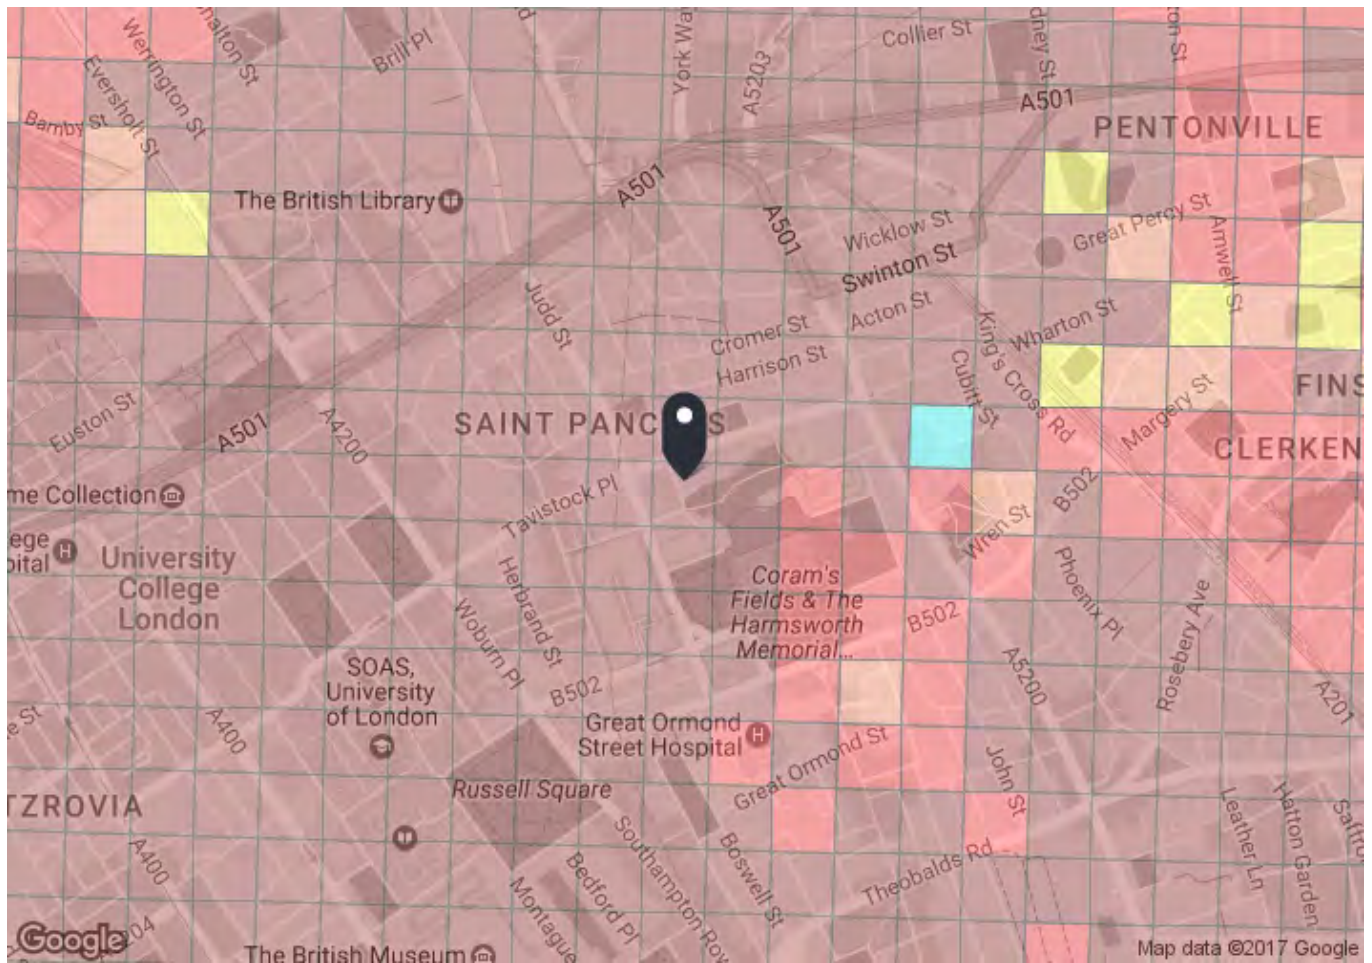 Werrington St
Brill Pl
York Wa
A5203
Collier St
A501
PENTONVILLE
Eversholt St
Barnby St
The British Library
A501
A501
Wicklow St
Swinton St
Great Percy St
Amwell St
Judd St
Cromer St
Harrison St
Acton St
King's Cross Rd
Wharton St
Cubitt St
Margery St
FINS
CLERKEN
Euston St
A501
A4200
SAINT PANC S
me Collection
Tavistock Pl
B502
Wren St
ege
pital
University
College
London
Herbrand St
Woburn Pl
Coram's
Fields & The
Harmsworth
Memorial...
B502
Phoenix Pl
Rosebery Ave
A5200
A201
SOAS,
University
of London
B502
A400
Great Ormond
Street Hospital
Great Ormond St
John St
Russell Square
TZROVIA
A400
Southampton Row
Boswell St
Bedford Pl
Montague
Theobalds Rd
Leather Ln
Hatton Garden
Saffro
Google
204
The British Museum
Map data ©2017 Google